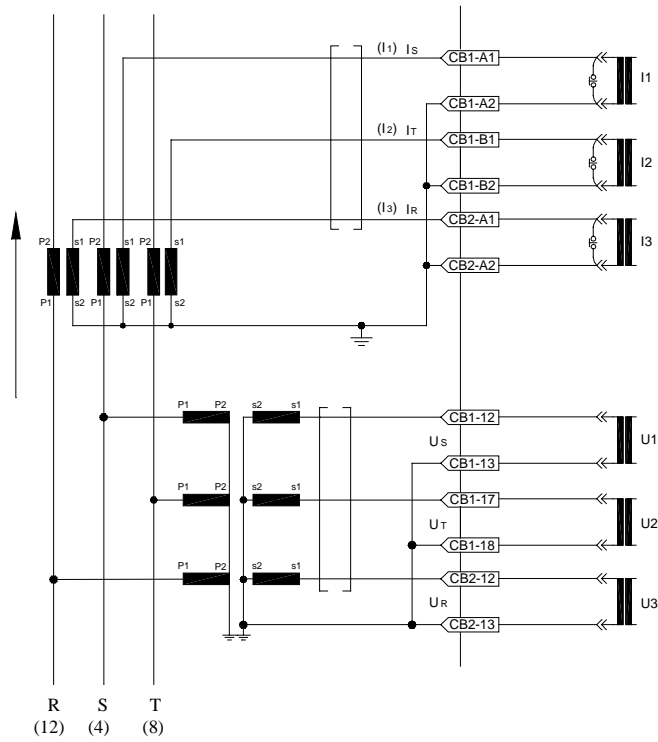 (I1) IS CB1-A1
I1
CB1-A2
(I2) IT CB1-B1
I2
CB1-B2
(I3) IR CB2-A1
I3
P2 s1 P2 s1 P2 s1
CB2-A2
P1 s2 P1 s2 P1 s2
P1 P2 s2 s1 CB1-12
US U1
CB1-13
P1 P2 s2 s1 CB1-17
UT U2
CB1-18
P1 P2 s2 s1 CB2-12
UR U3
CB2-13
R S T
(12) (4) (8)